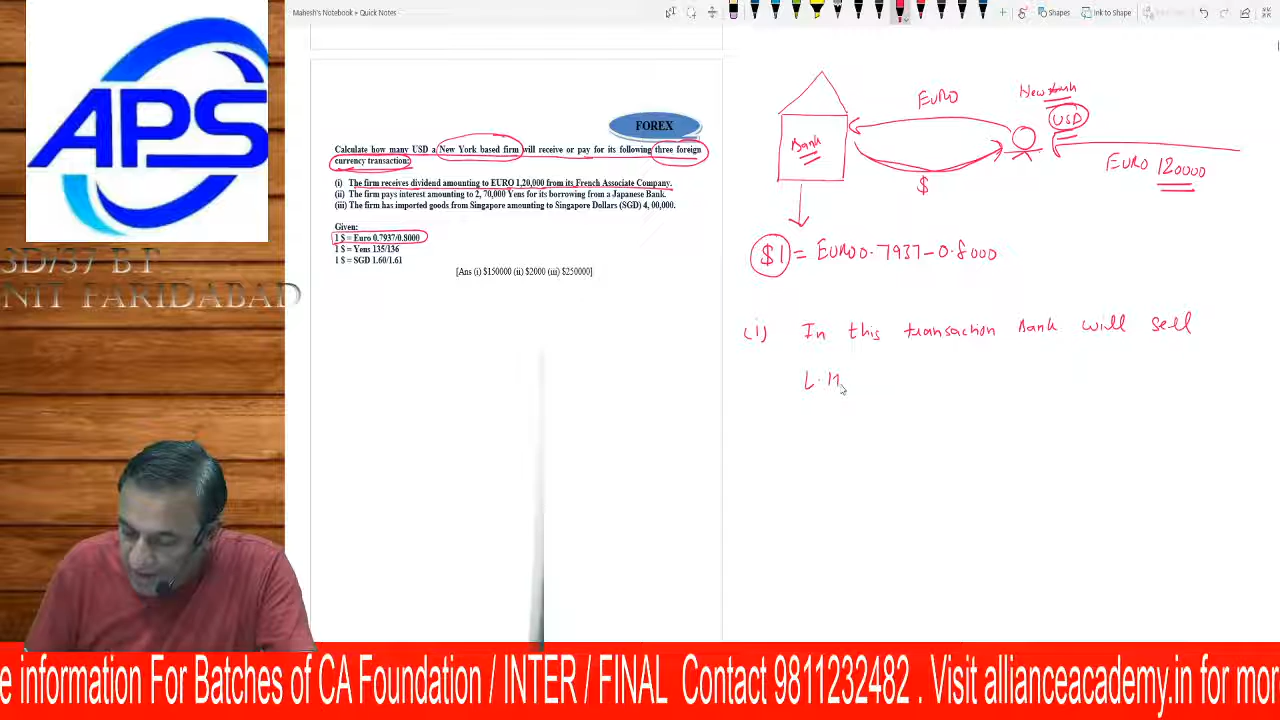 Mahesh's Notebook + Quick Notes
Shapes
Ink to Shape
APS
3D/37 B.P.
NIT FARIDABAD
FOREX
Calculate how many USD a New York based firm will receive or pay for its following three foreign
currency transaction:
(i) The firm receives dividend amounting to EURO 1,20,000 from its French Associate Company.
(ii) The firm pays interest amounting to 2, 70,000 Yens for its borrowing from a Japanese Bank.
(iii) The firm has imported goods from Singapore amounting to Singapore Dollars (SGD) 4, 00,000.
Given:
1 $ = Euro 0.7937/0.8000
1 $ = Yens 135/136
1 $ = SGD 1.60/1.61
[Ans (i) $150000 (ii) $2000 (iii) $250000]
Bank
EURO
$
USD
EURO 120000
$1 = EURO 0.7937 - 0.8000
(i) In this transaction Bank will sell
L.H
e information For Batches of CA Foundation / INTER / FINAL Contact 9811232482 . Visit allianceacademy.in for mor